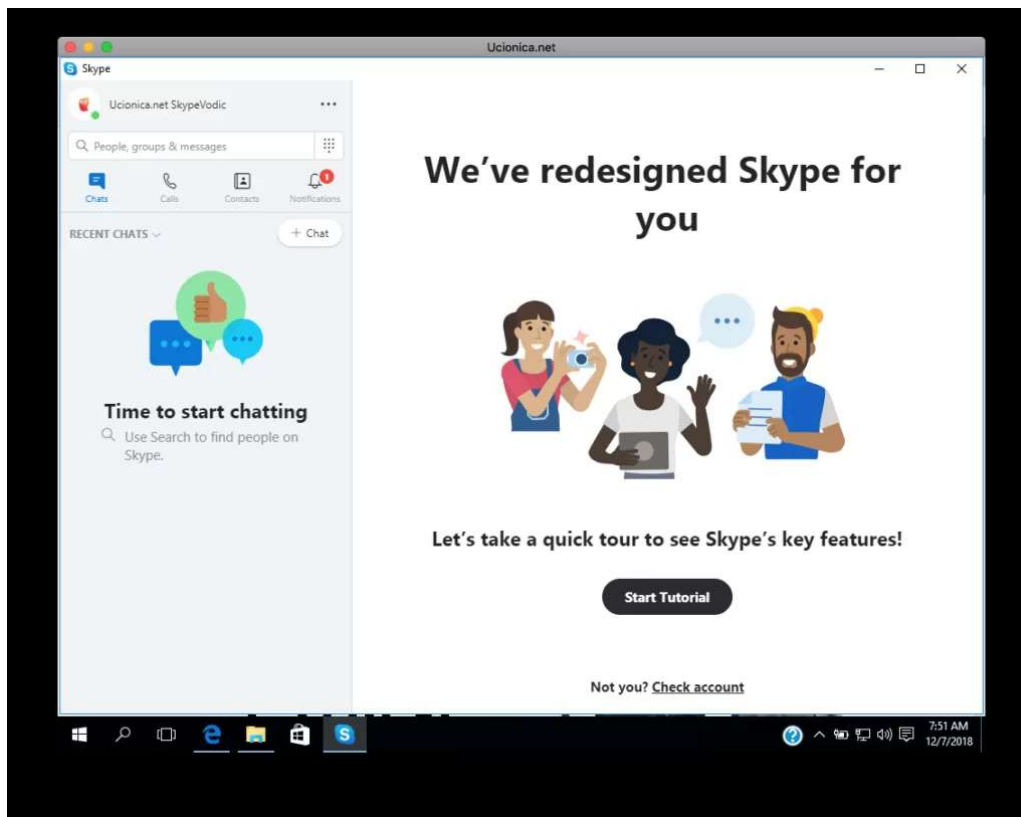 Ucionica.net
Skype
Ucionica.net SkypeVodic
People, groups & messages
Chats
Calls
Contacts
Notifications
1
RECENT CHATS
+ Chat
Time to start chatting
Use Search to find people on
Skype.
We've redesigned Skype for
you
Let's take a quick tour to see Skype's key features!
Start Tutorial
Not you? Check account
7:51 AM
12/7/2018